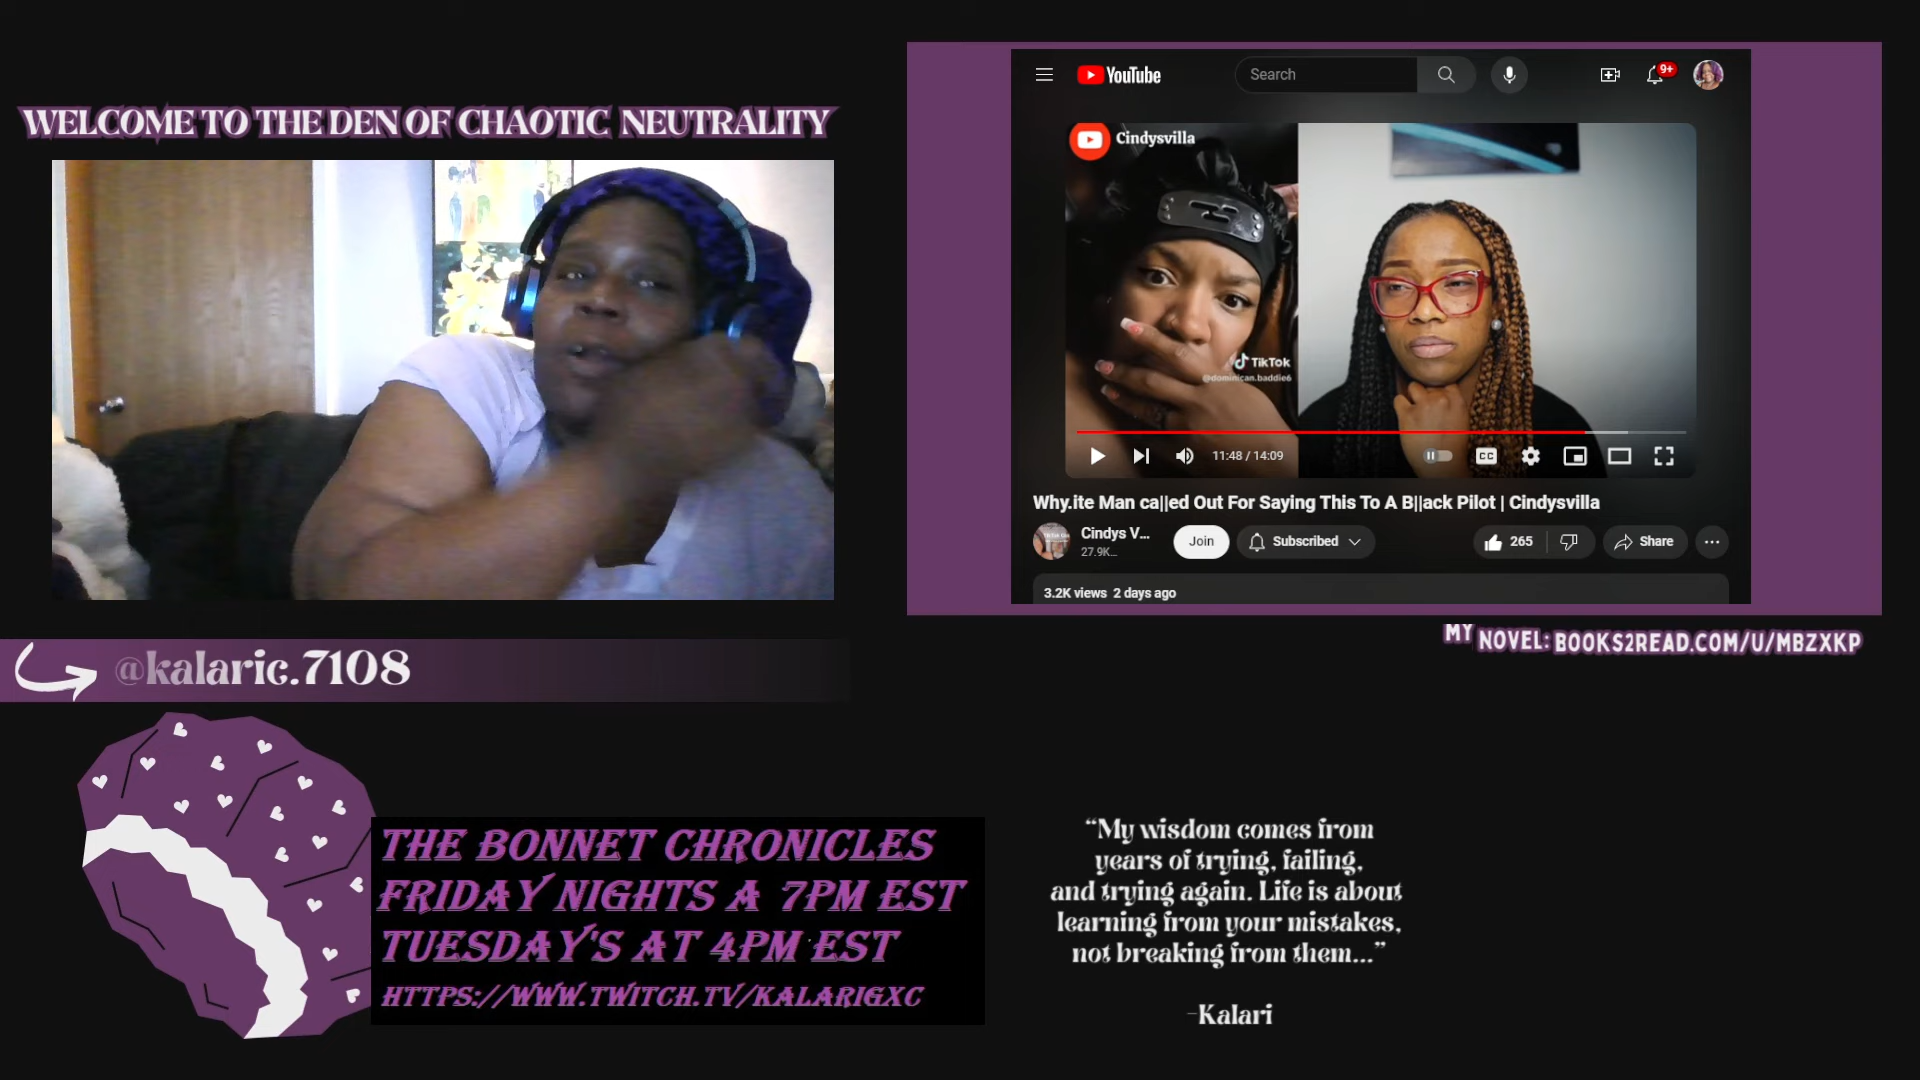 WELCOME TO THE DEN OF CHAOTIC NEUTRALITY
YouTube
Search
9+
Cindysvilla
TikTok
@dominican.baddie6
11:48 / 14:09
CC
Why.ite Man ca||ed Out For Saying This To A B||ack Pilot | Cindysvilla
Cindys V...
27.9K...
Join
Subscribed
265
Share
3.2K views 2 days ago
MY NOVEL: BOOKS2READ.COM/U/MBZXKP
@kalaric.7108
THE BONNET CHRONICLES
FRIDAY NIGHTS A 7PM EST
TUESDAY'S AT 4PM EST
HTTPS://WWW.TWITCH.TV/KALARIGXC
“My wisdom comes from
years of trying, failing,
and trying again. Life is about
learning from your mistakes,
not breaking from them...”
-Kalari